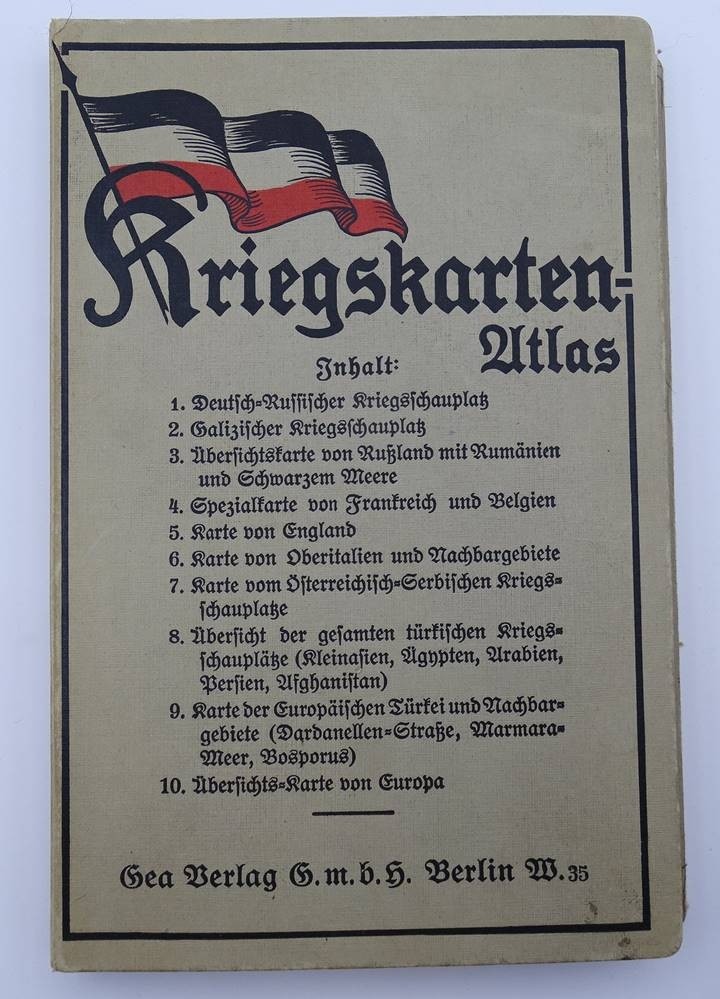 Kriegskarten-
Atlas
Inhalt:
1. Deutsch-Russischer Kriegsschauplatz
2. Galizischer Kriegsschauplatz
3. Übersichtskarte von Rußland mit Rumänien
und Schwarzem Meere
4. Spezialkarte von Frankreich und Belgien
5. Karte von England
6. Karte von Oberitalien und Nachbargebiete
7. Karte vom Österreichisch-Serbischen Kriegs-
schauplatze
8. Übersicht der gesamten türkischen Kriegs-
schauplätze (Kleinasien, Ägypten, Arabien,
Persien, Afghanistan)
9. Karte der Europäischen Türkei und Nachbar-
gebiete (Dardanellen-Straße, Marmara-
Meer, Bosporus)
10. Übersichts-Karte von Europa
Gea Verlag G.m.b.H. Berlin W.35